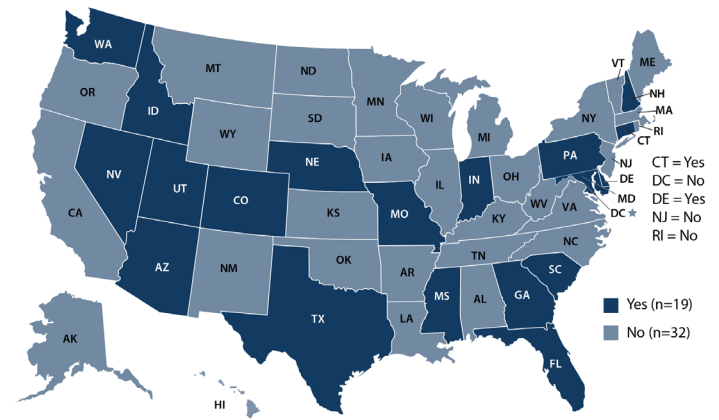 WA
MT
ND
MN
VT
ME
OR
ID
SD
WI
MI
NY
NH
MA
RI
CT
WY
NE
IA
PA
NJ
DE
MD
DC ★
CT = Yes
DC = No
DE = Yes
NJ = No
RI = No
NV
UT
CO
KS
MO
IL
IN
OH
WV
VA
KY
CA
AZ
NM
OK
AR
TN
NC
SC
TX
LA
MS
AL
GA
FL
AK
HI
Yes (n=19)
No (n=32)